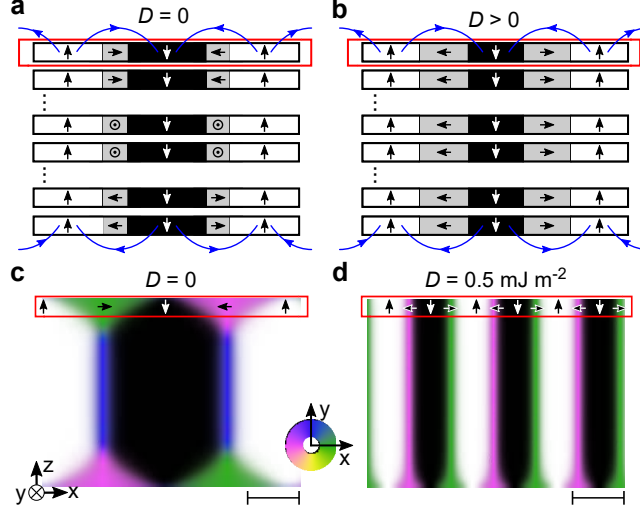 a D = 0
b D > 0
⋮ ⋮
⋮ ⋮
c D = 0
d D = 0.5 mJ m⁻²
y
x
z
y x